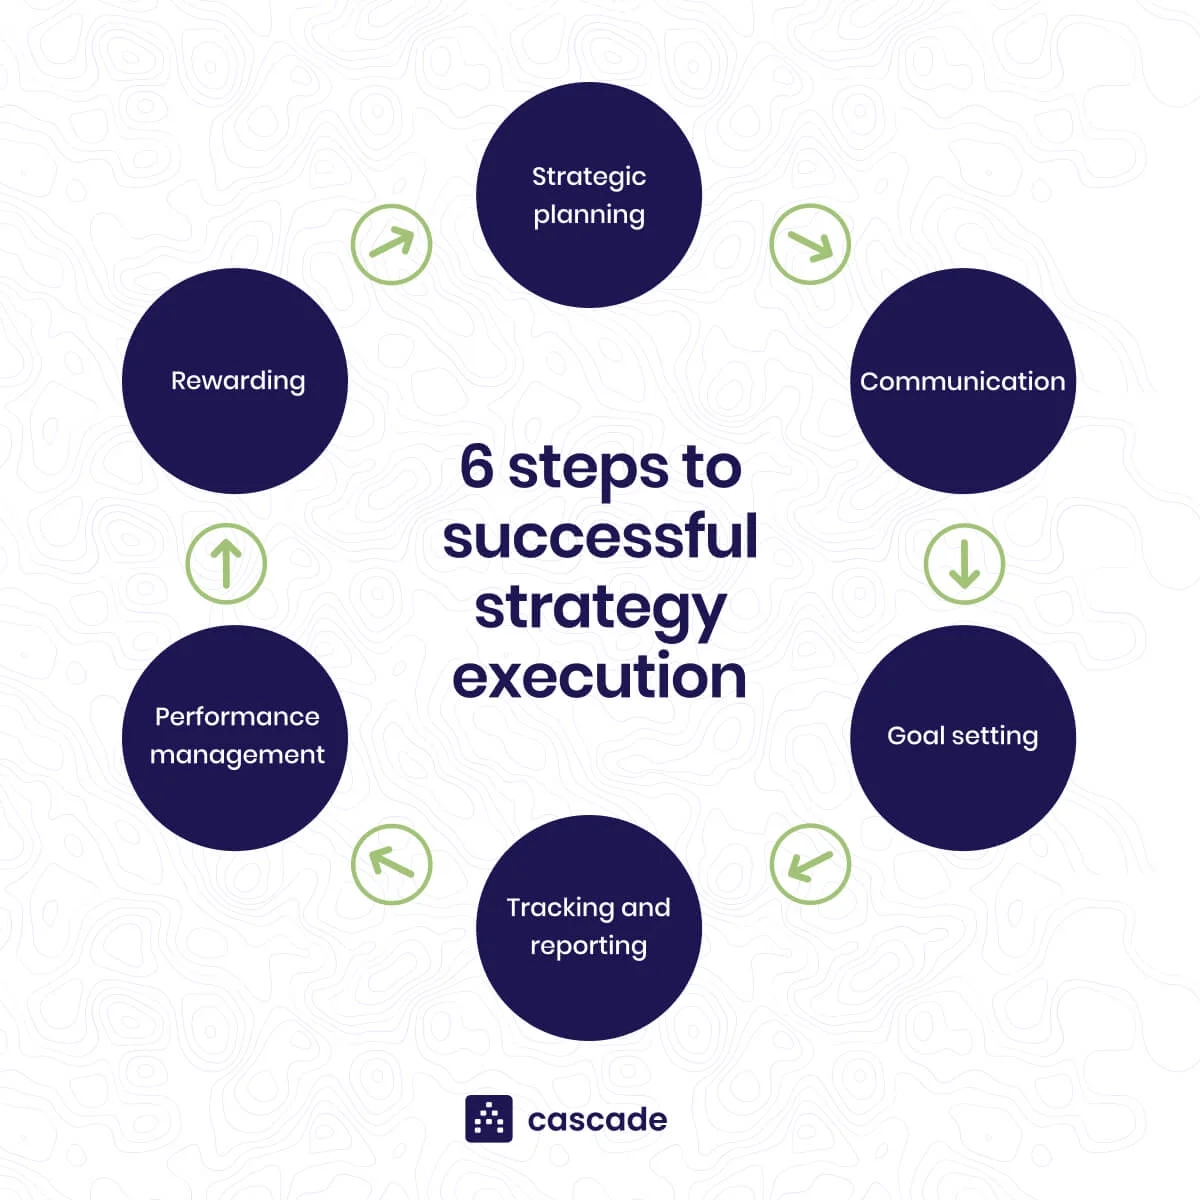 Strategic
planning
Communication
Goal setting
Tracking and
reporting
Performance
management
Rewarding
6 steps to
successful
strategy
execution
cascade